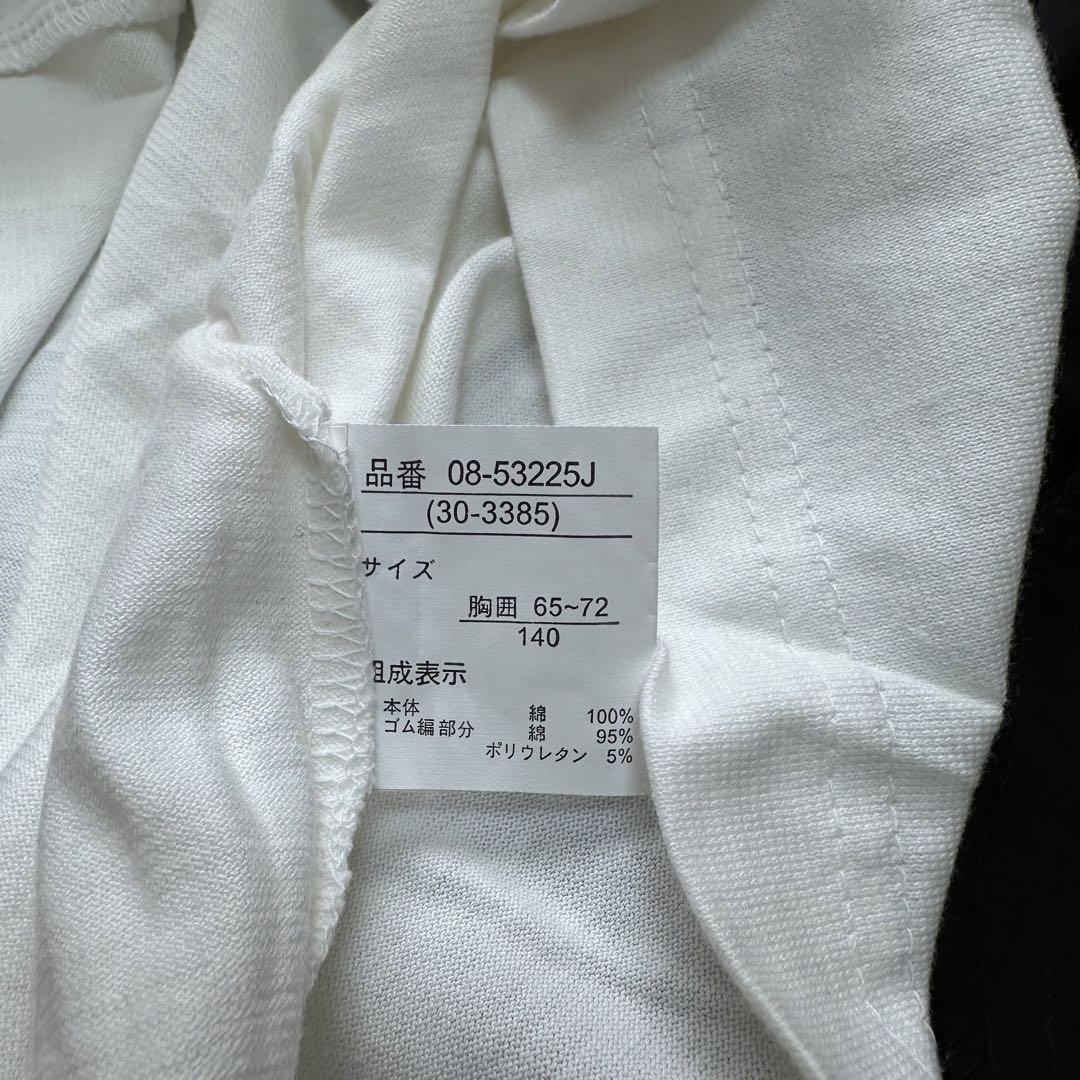 品番 08-53225J
(30-3385)
サイズ
胸囲 65~72
140
組成表示
本体 綿 100%
ゴム編部分 綿 95%
ポリウレタン 5%